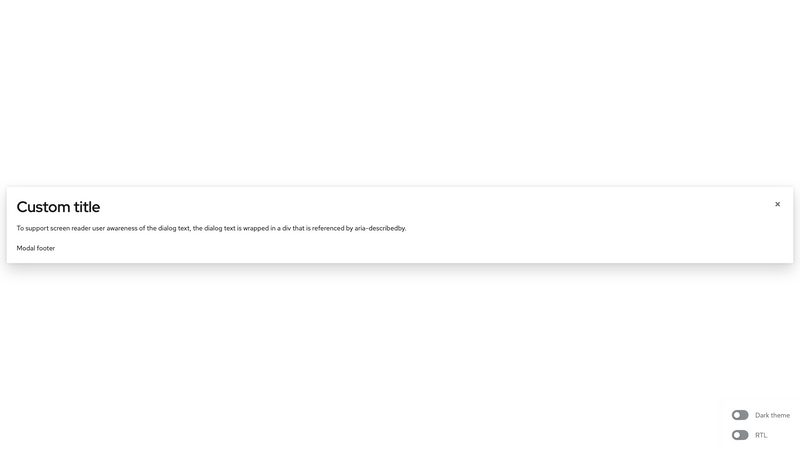 Custom title
To support screen reader user awareness of the dialog text, the dialog text is wrapped in a div that is referenced by aria-describedby.
Modal footer
Dark theme
RTL